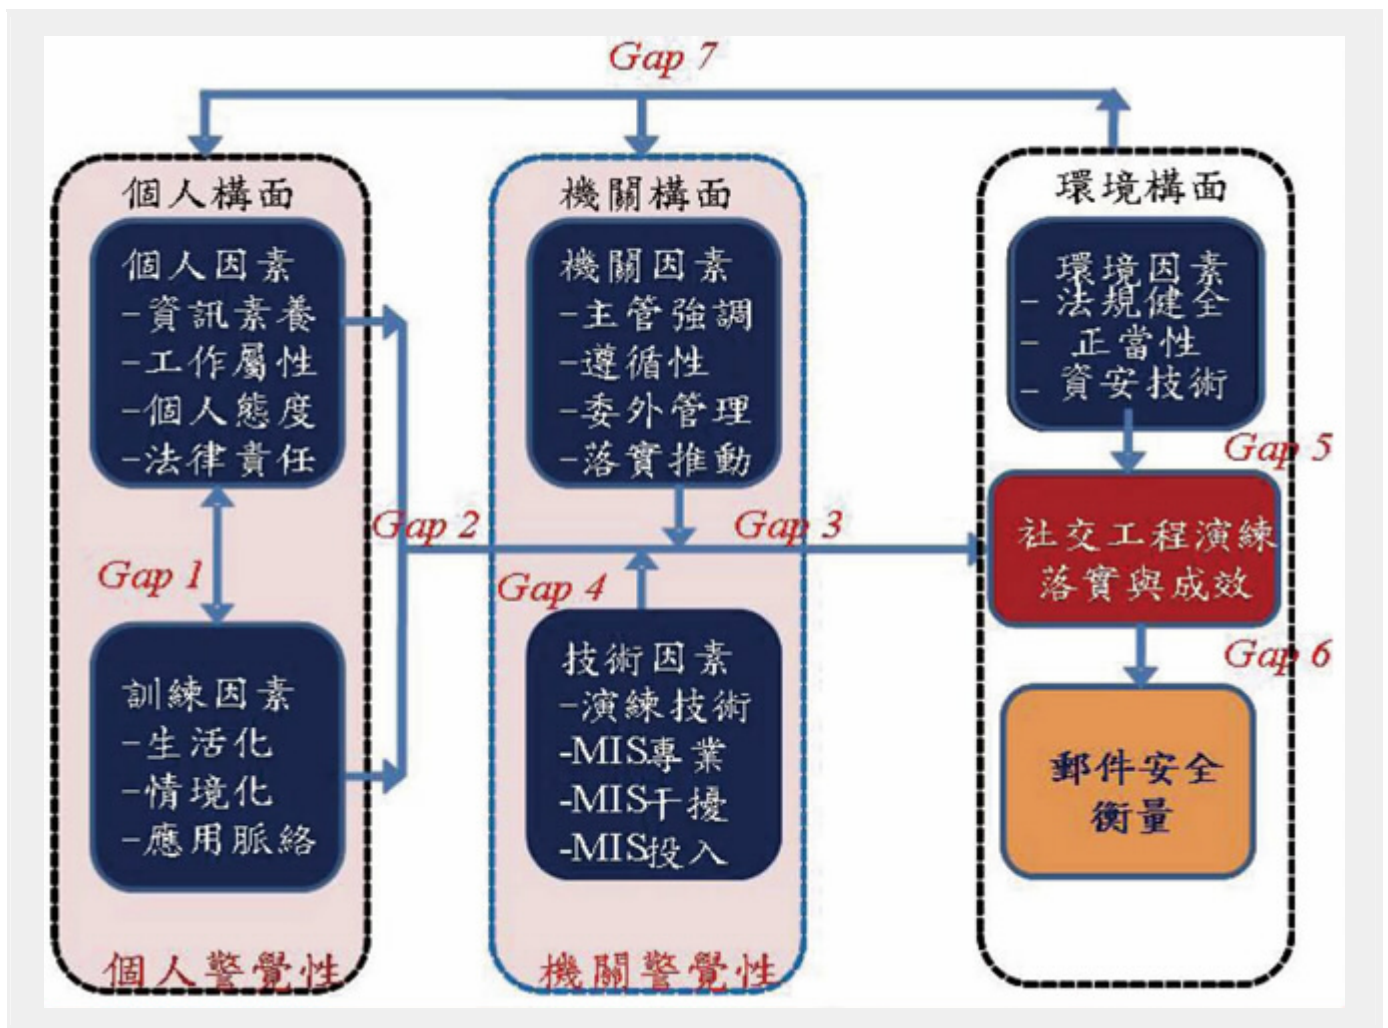 Gap 7
個人構面
個人因素
-資訊素養
-工作屬性
-個人態度
-法律責任
Gap 1
訓練因素
-生活化
-情境化
-應用脈絡
個人警覺性
Gap 2
機關構面
機關因素
-主管強調
-遵循性
-委外管理
-落實推動
Gap 3
Gap 4
技術因素
-演練技術
-MIS專業
-MIS干擾
-MIS投入
機關警覺性
環境構面
環境因素
- 法規健全
- 正當性
- 資安技術
Gap 5
社交工程演練
落實與成效
Gap 6
郵件安全
衡量